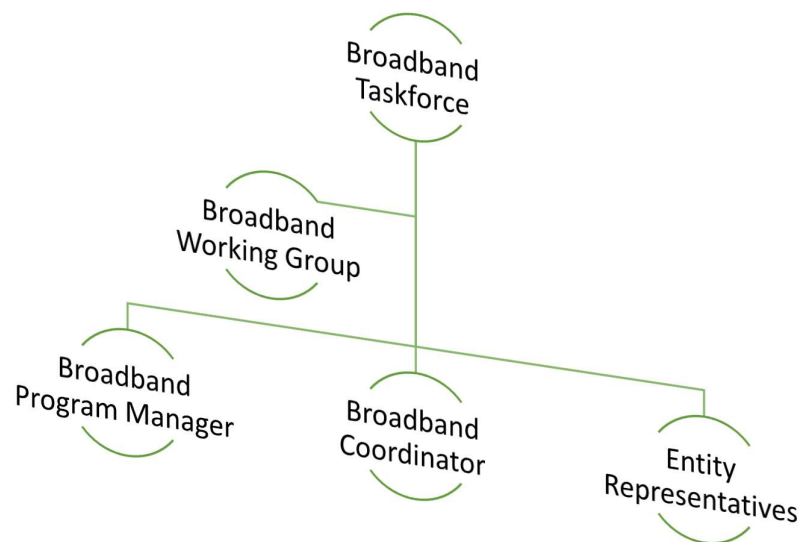 Broadband
Taskforce
Broadband
Working Group
Broadband
Program Manager
Broadband
Coordinator
Entity
Representatives